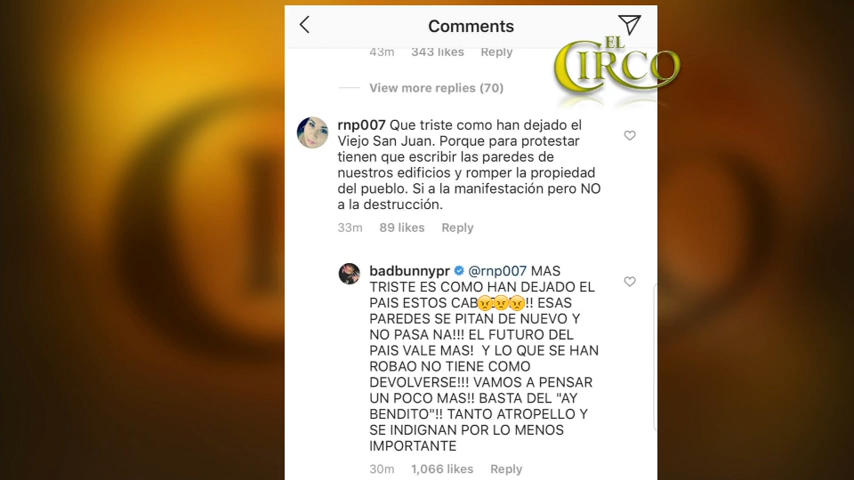 Comments
EL
CIRCO
43m 343 likes Reply
View more replies (70)
rnp007 Que triste como han dejado el
Viejo San Juan. Porque para protestar
tienen que escribir las paredes de
nuestros edificios y romper la propiedad
del pueblo. Si a la manifestación pero NO
a la destrucción.
33m 89 likes Reply
badbunnypr @rnp007 MAS
TRISTE ES COMO HAN DEJADO EL
PAIS ESTOS CAB😡😡😡!! ESAS
PAREDES SE PITAN DE NUEVO Y
NO PASA NA!!! EL FUTURO DEL
PAIS VALE MAS! Y LO QUE SE HAN
ROBAO NO TIENE COMO
DEVOLVERSE!!! VAMOS A PENSAR
UN POCO MAS!! BASTA DEL "AY
BENDITO"!! TANTO ATROPELLO Y
SE INDIGNAN POR LO MENOS
IMPORTANTE
30m 1,066 likes Reply